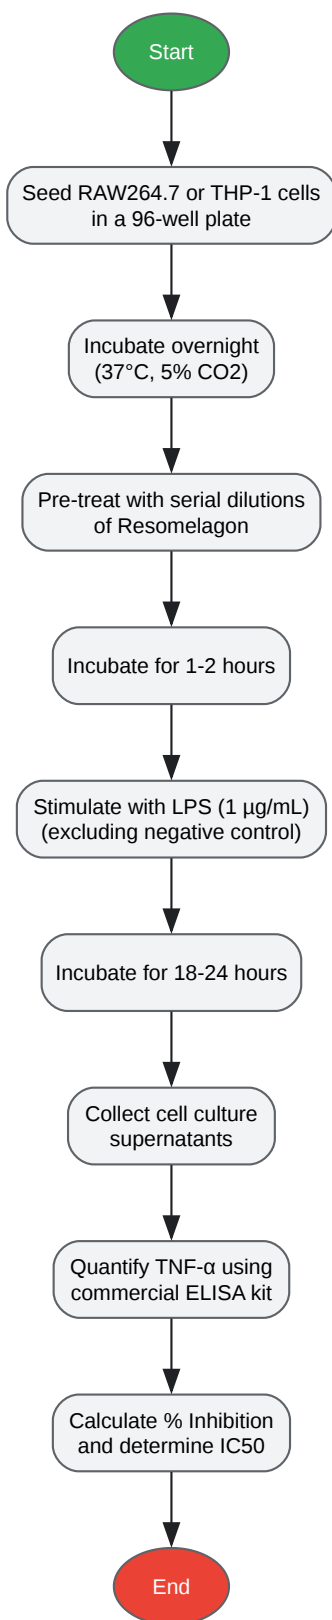 Start
Seed RAW264.7 or THP-1 cells
in a 96-well plate
Incubate overnight
(37°C, 5% CO2)
Pre-treat with serial dilutions
of Resomelagon
Incubate for 1-2 hours
Stimulate with LPS (1 µg/mL)
(excluding negative control)
Incubate for 18-24 hours
Collect cell culture
supernatants
Quantify TNF-α using
commercial ELISA kit
Calculate % Inhibition
and determine IC50
End